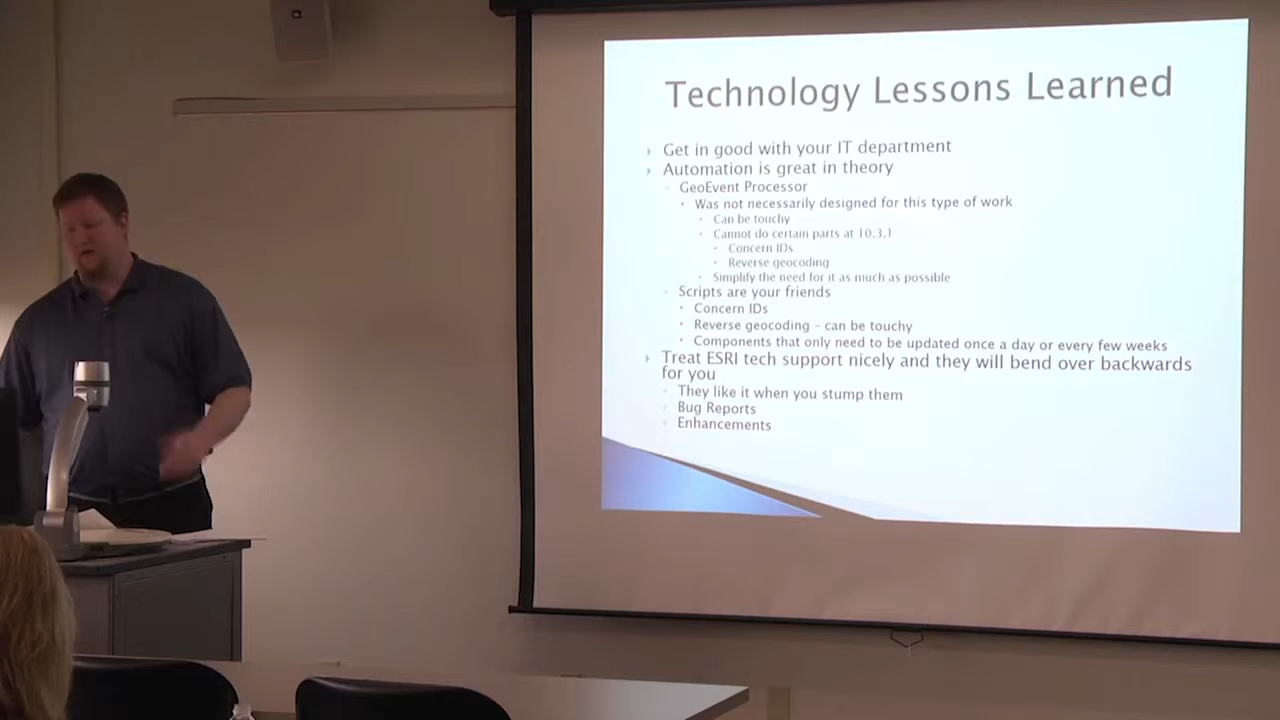 Technology Lessons Learned
Get in good with your IT department
Automation is great in theory
GeoEvent Processor
Was not necessarily designed for this type of work
Can be touchy
Cannot do certain parts at 10.3.1
Concern IDs
Reverse geocoding
Simplify the need for it as much as possible
Scripts are your friends
Concern IDs
Reverse geocoding – can be touchy
Components that only need to be updated once a day or every few weeks
Treat ESRI tech support nicely and they will bend over backwards
for you
They like it when you stump them
Bug Reports
Enhancements